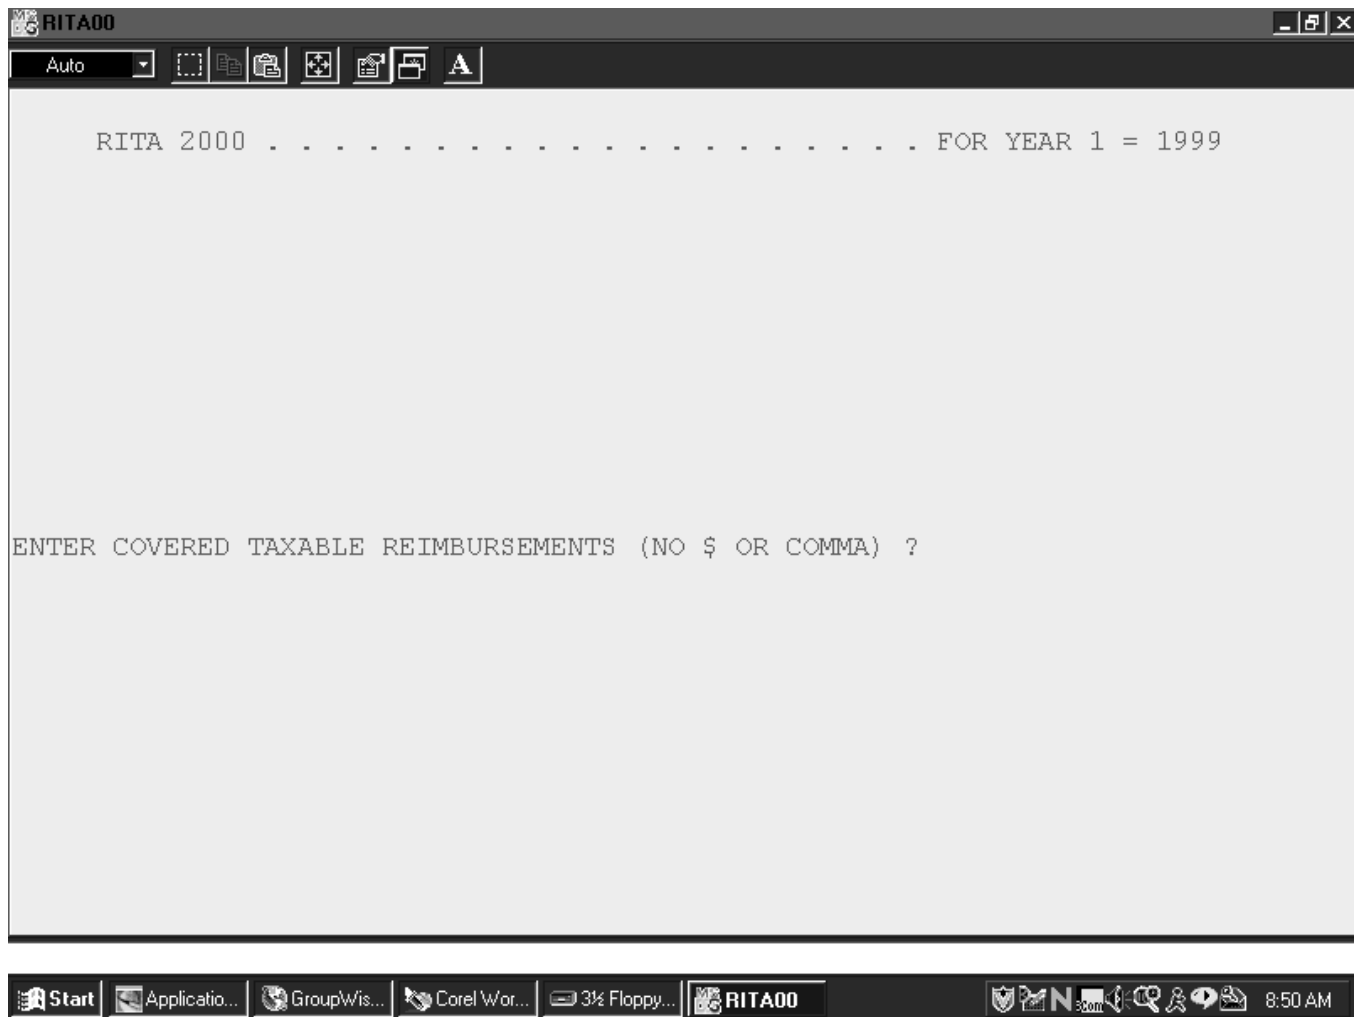 RITA00
Auto
A
RITA 2000 . . . . . . . . . . . . . . . . . . . . FOR YEAR 1 = 1999
ENTER COVERED TAXABLE REIMBURSEMENTS (NO $ OR COMMA) ?
Start Applicatio... GroupWis... Corel Wor... 3½ Floppy... RITA00 N 3Com 8:50 AM